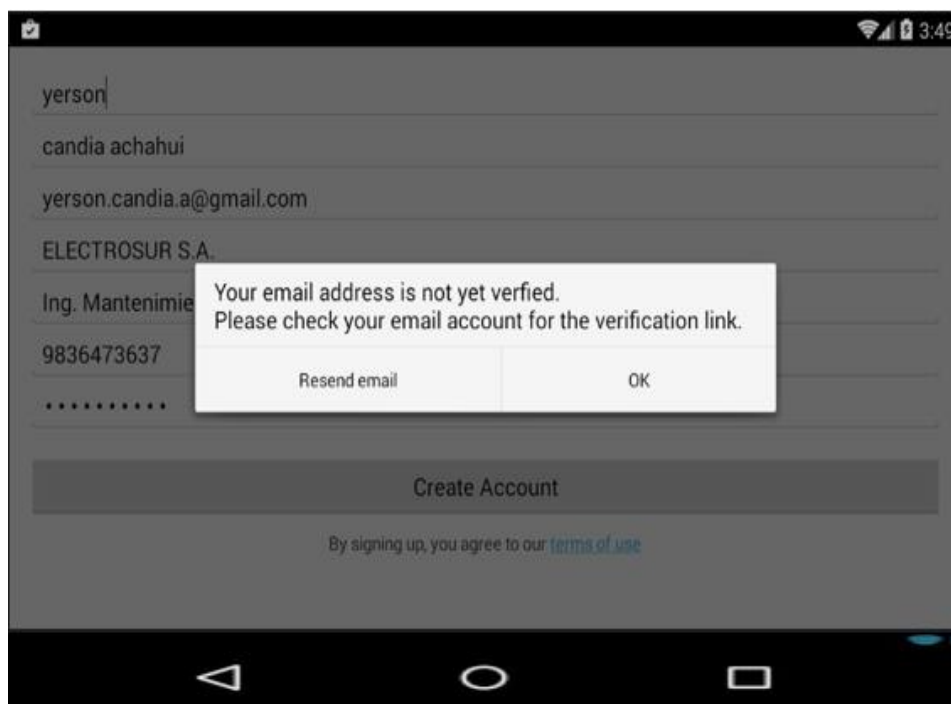 3:49
yerson
candia achahui
yerson.candia.a@gmail.com
ELECTROSUR S.A.
Ing. Mantenimie
9836473637
••••••••••
Your email address is not yet verfied.
Please check your email account for the verification link.
Resend email OK
Create Account
By signing up, you agree to our terms of use